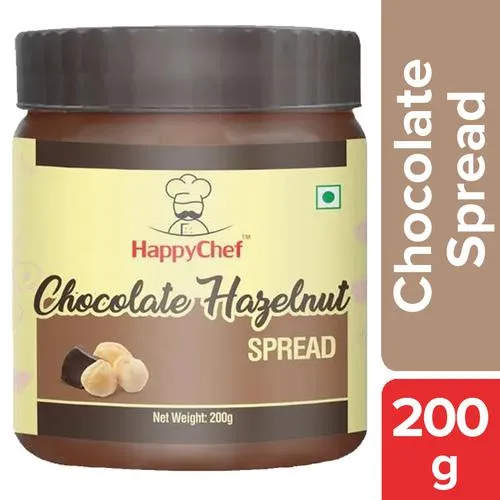 HappyChef™
Chocolate Hazelnut
SPREAD
Net Weight: 200g
Chocolate
Spread
200
g